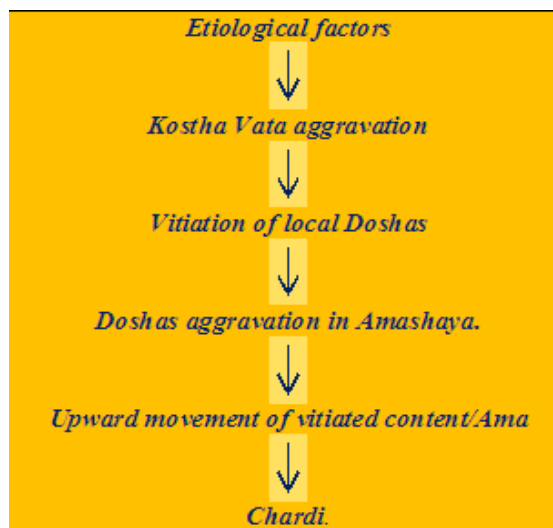 Etiological factors
Kostha Vata aggravation
Vitiation of local Doshas
Doshas aggravation in Amashaya.
Upward movement of vitiated content/Ama
Chardi.